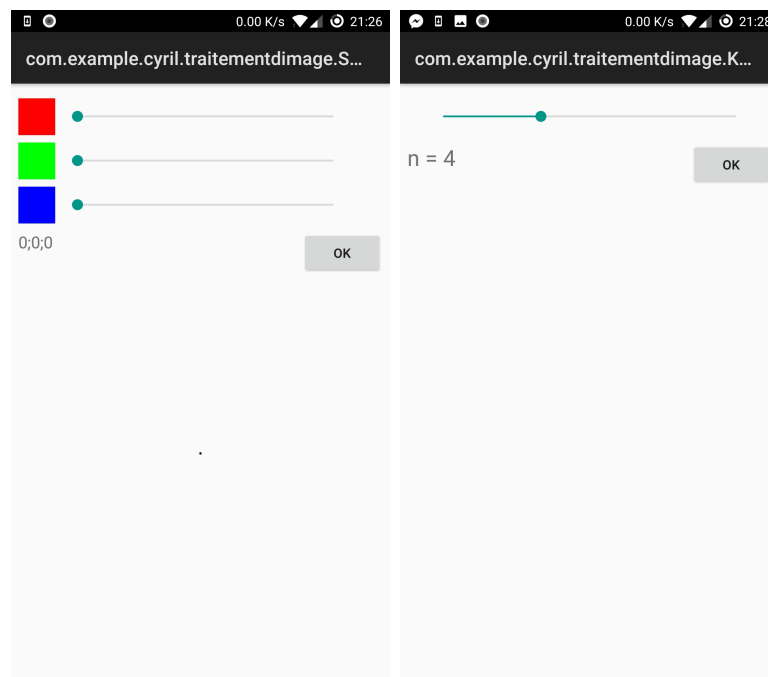 0.00 K/s 21:26
com.example.cyril.traitementdimage.S...
0;0;0
OK
0.00 K/s 21:28
com.example.cyril.traitementdimage.K...
n = 4
OK